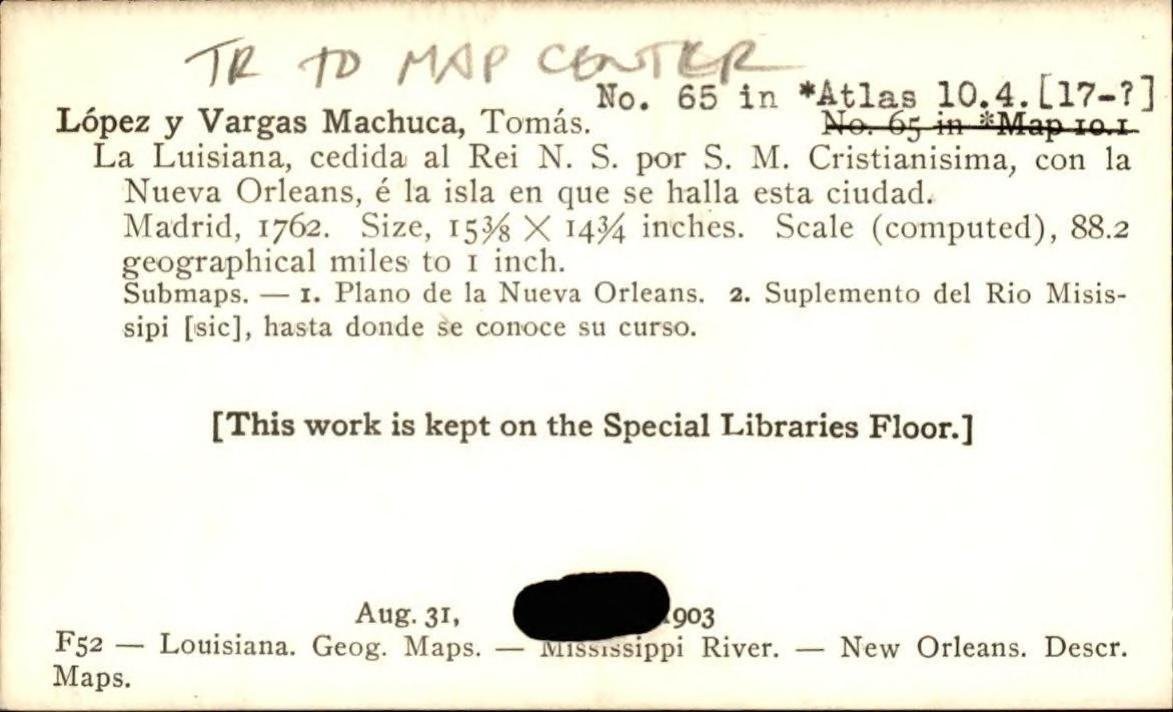 TR TO MAP CENTER
No. 65 in *Atlas 10.4.[17-?]
López y Vargas Machuca, Tomás. No. 65 in *Map 10.1
La Luisiana, cedida al Rei N. S. por S. M. Cristianisima, con la
Nueva Orleans, é la isla en que se halla esta ciudad.
Madrid, 1762. Size, 15⅜ X 14¾ inches. Scale (computed), 88.2
geographical miles to 1 inch.
Submaps. — 1. Plano de la Nueva Orleans. 2. Suplemento del Rio Misis-
sipi [sic], hasta donde se conoce su curso.
[This work is kept on the Special Libraries Floor.]
Aug. 31, 1903
F52 — Louisiana. Geog. Maps. — Mississippi River. — New Orleans. Descr.
Maps.